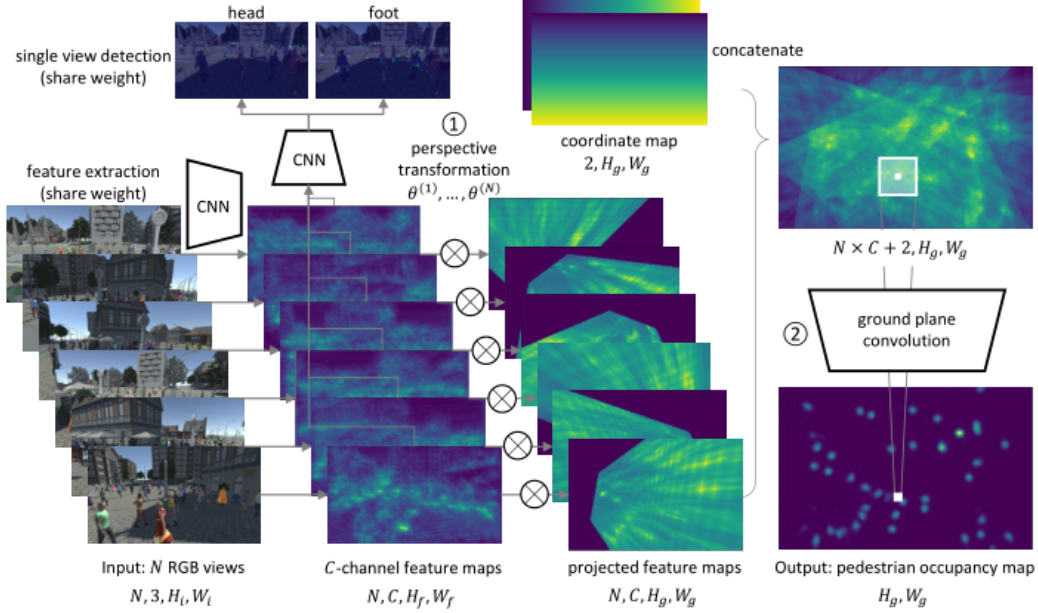 head
foot
single view detection
(share weight)
concatenate
①
perspective
transformation
θ⁽¹⁾, …, θ⁽ᴺ⁾
CNN
coordinate map
2, H_g, W_g
feature extraction
(share weight)
CNN
N × C + 2, H_g, W_g
②
ground plane
convolution
Input: N RGB views
N, 3, H_i, W_i
C-channel feature maps
N, C, H_f, W_f
projected feature maps
N, C, H_g, W_g
Output: pedestrian occupancy map
H_g, W_g